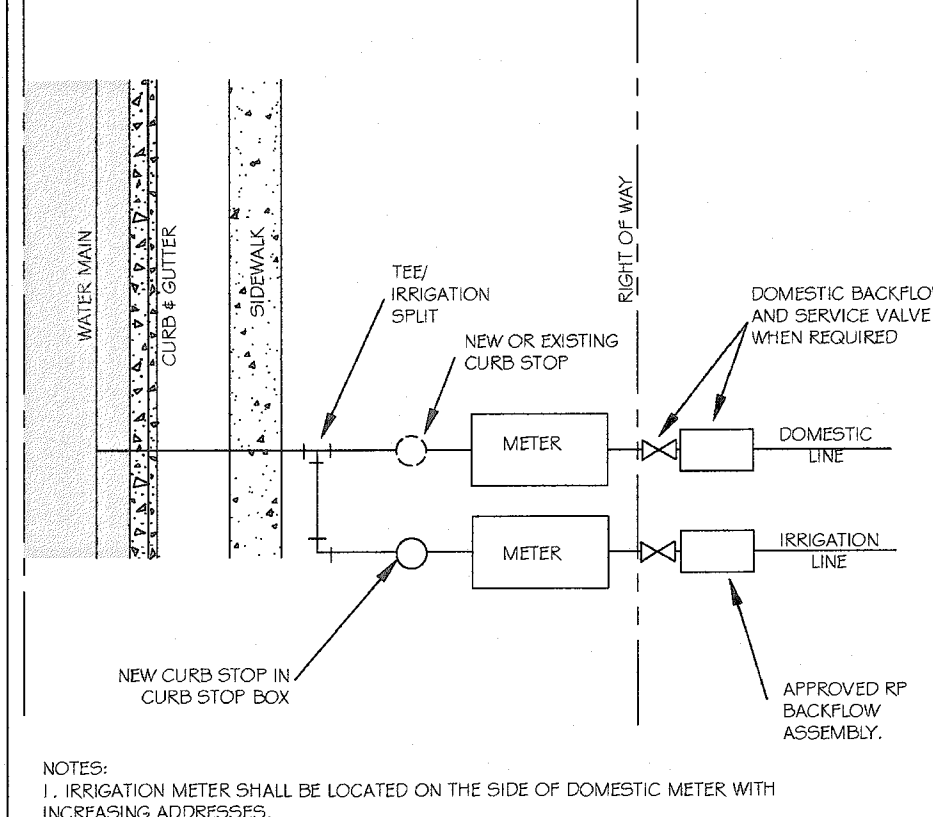 WATER MAIN
CURB & GUTTER
SIDEWALK
TEE/
IRRIGATION
SPLIT
NEW OR EXISTING
CURB STOP
RIGHT OF WAY
DOMESTIC BACKFLO
AND SERVICE VALVE
WHEN REQUIRED
METER
DOMESTIC
LINE
METER
IRRIGATION
LINE
NEW CURB STOP IN
CURB STOP BOX
APPROVED RP
BACKFLOW
ASSEMBLY.
NOTES:
1. IRRIGATION METER SHALL BE LOCATED ON THE SIDE OF DOMESTIC METER WITH
INCREASING ADDRESSES.